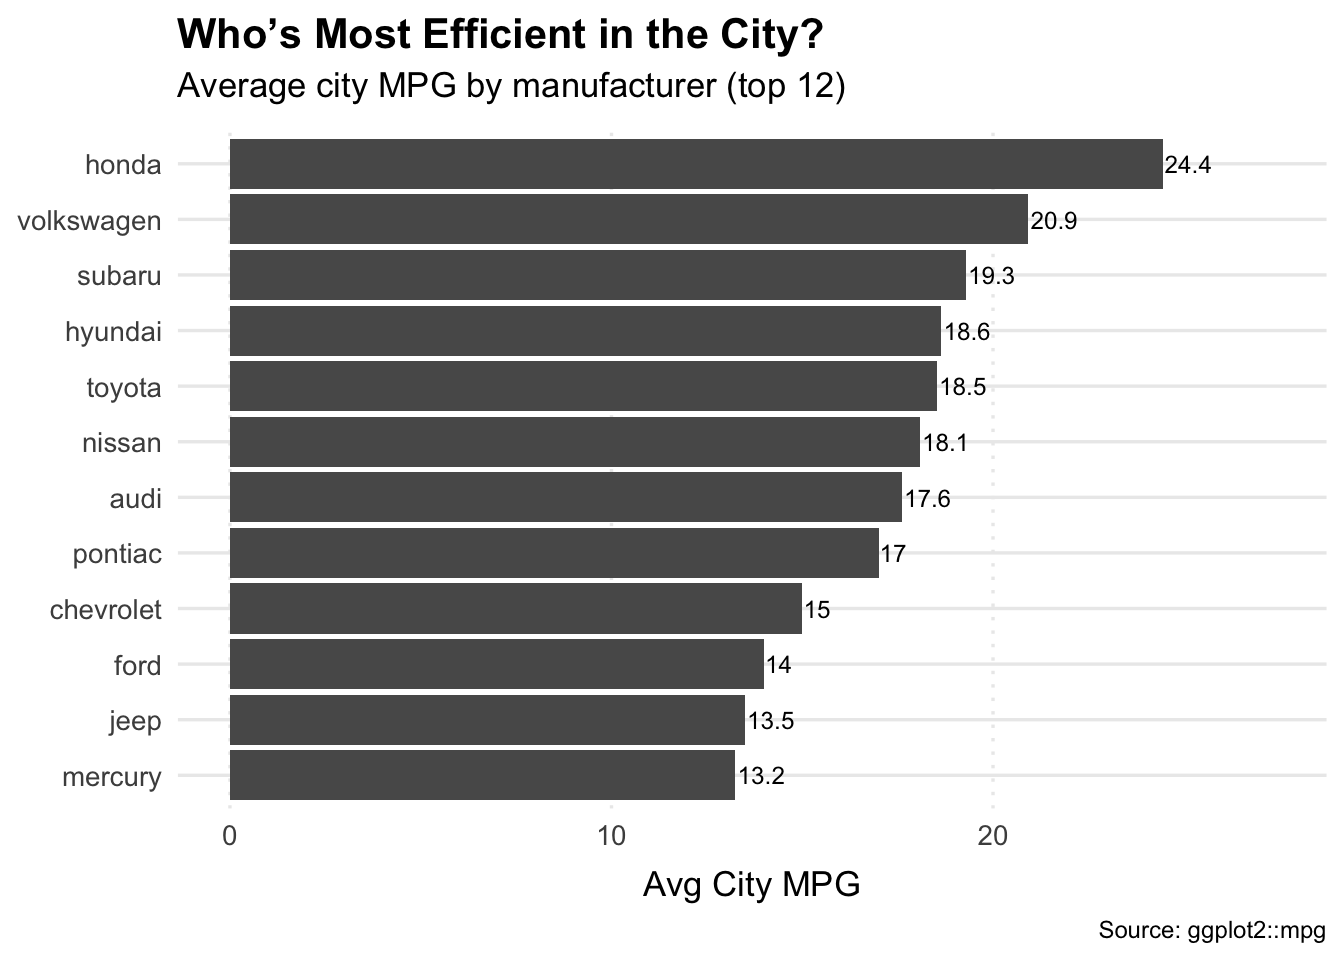 Who’s Most Efficient in the City?
Average city MPG by manufacturer (top 12)
honda 24.4
volkswagen 20.9
subaru 19.3
hyundai 18.6
toyota 18.5
nissan 18.1
audi 17.6
pontiac 17
chevrolet 15
ford 14
jeep 13.5
mercury 13.2
0 10 20
Avg City MPG
Source: ggplot2::mpg